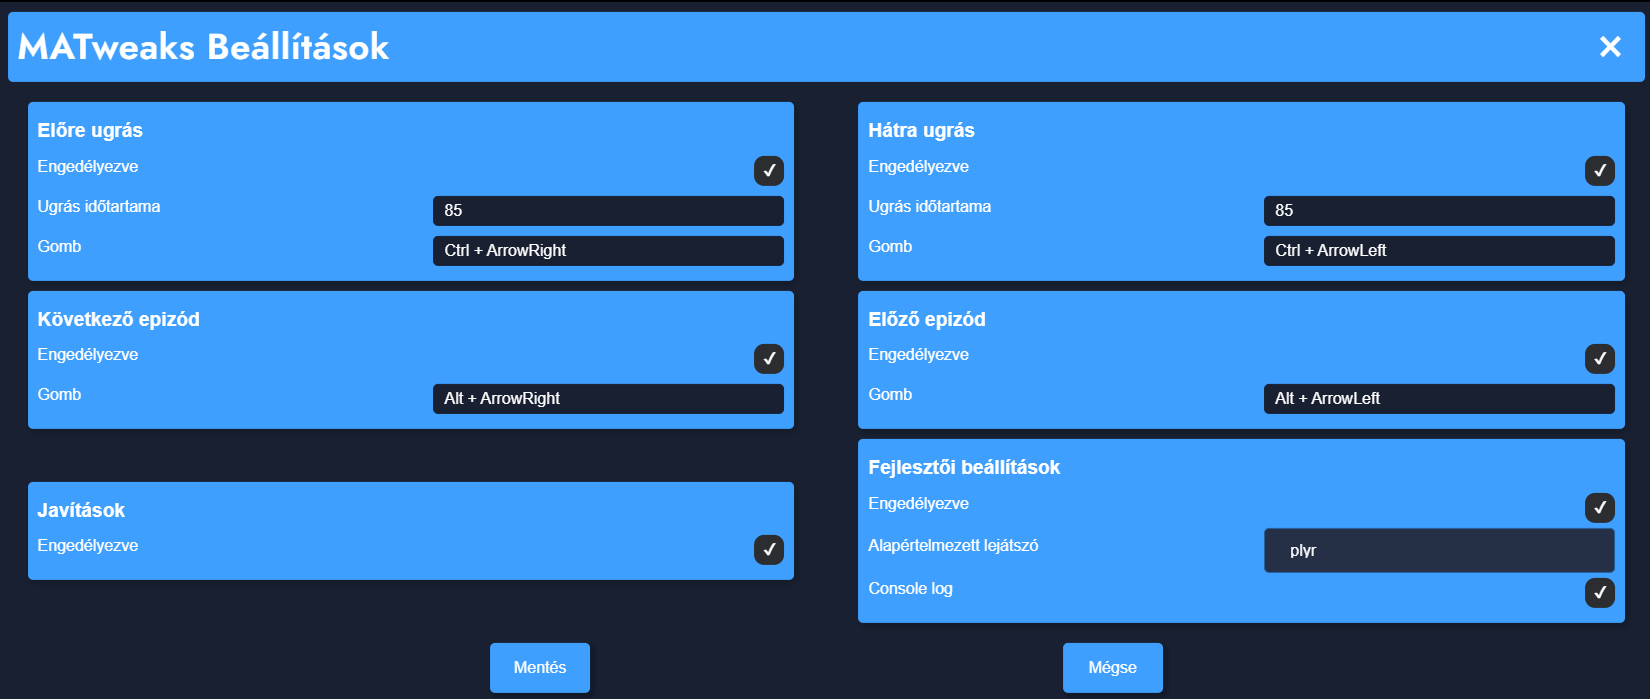 MATweaks Beállítások
Előre ugrás
Engedélyezve
Ugrás időtartama
85
Gomb
Ctrl + ArrowRight
Hátra ugrás
Engedélyezve
Ugrás időtartama
85
Gomb
Ctrl + ArrowLeft
Következő epizód
Engedélyezve
Gomb
Alt + ArrowRight
Előző epizód
Engedélyezve
Gomb
Alt + ArrowLeft
Javítások
Engedélyezve
Fejlesztői beállítások
Engedélyezve
Alapértelmezett lejátszó
plyr
Console log
Mentés
Mégse